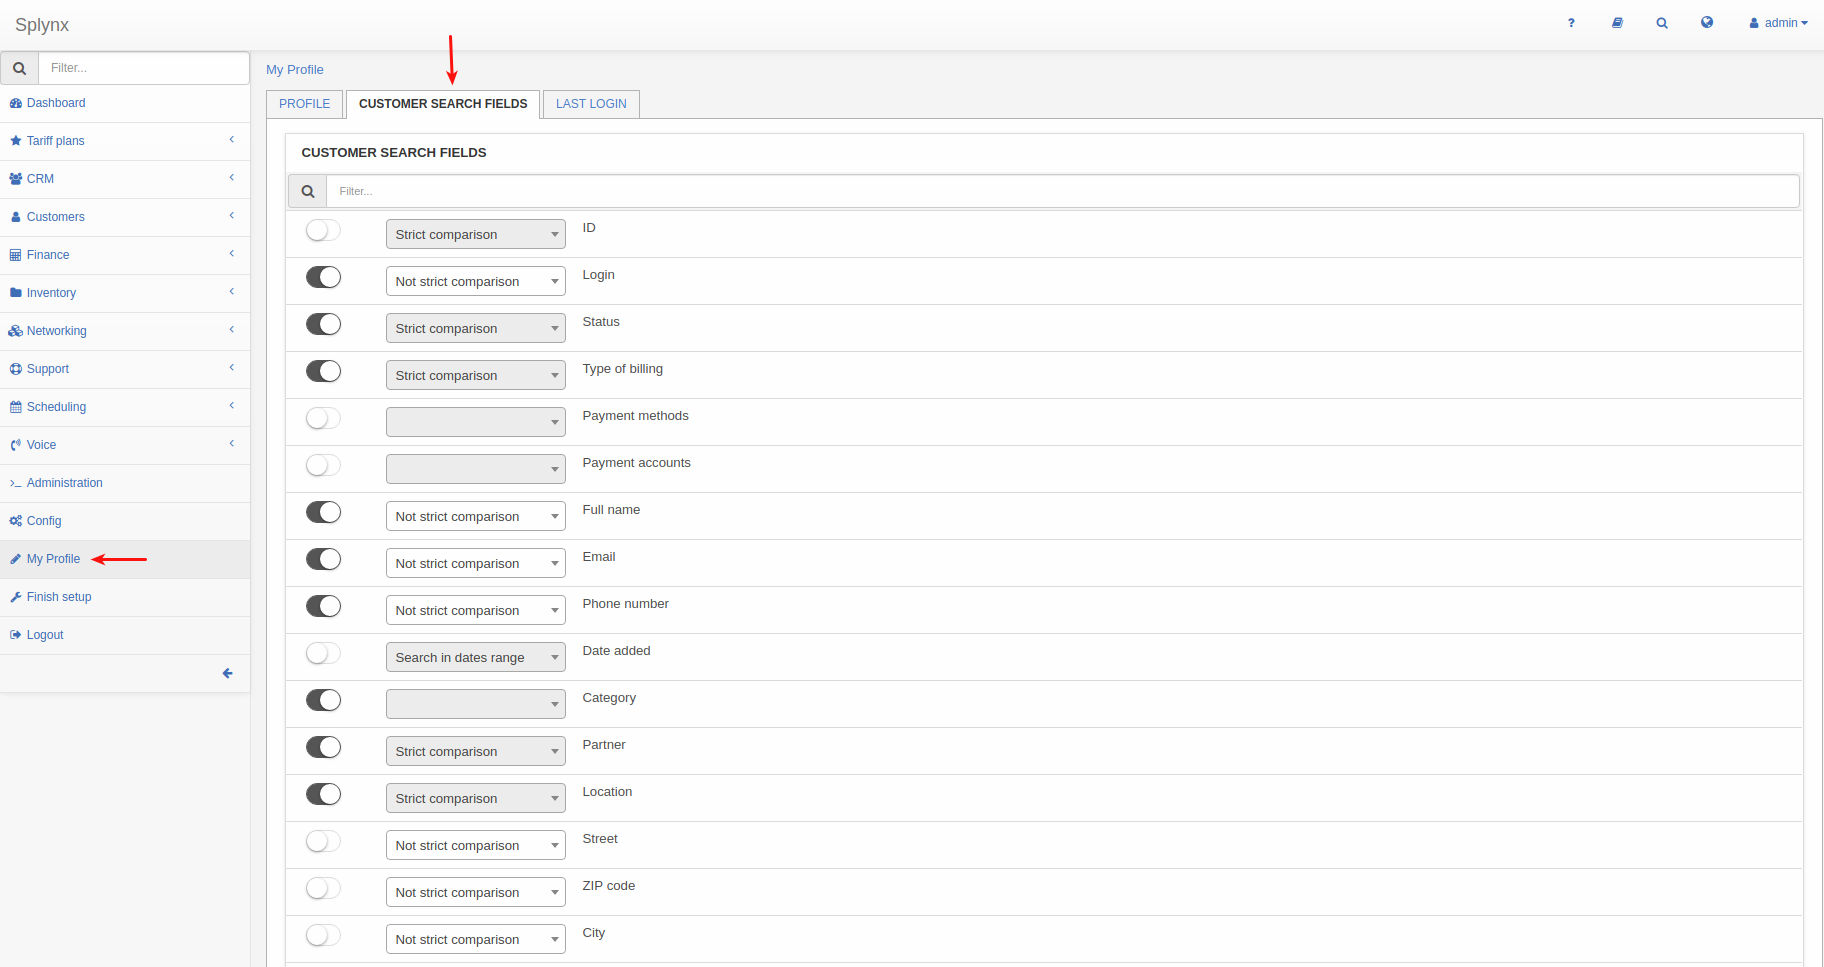 Splynx
? admin
Filter...
Dashboard
Tariff plans
CRM
Customers
Finance
Inventory
Networking
Support
Scheduling
Voice
Administration
Config
My Profile
Finish setup
Logout
My Profile
PROFILE CUSTOMER SEARCH FIELDS LAST LOGIN
CUSTOMER SEARCH FIELDS
Filter...
Strict comparison ID
Not strict comparison Login
Strict comparison Status
Strict comparison Type of billing
Payment methods
Payment accounts
Not strict comparison Full name
Not strict comparison Email
Not strict comparison Phone number
Search in dates range Date added
Category
Strict comparison Partner
Strict comparison Location
Not strict comparison Street
Not strict comparison ZIP code
Not strict comparison City